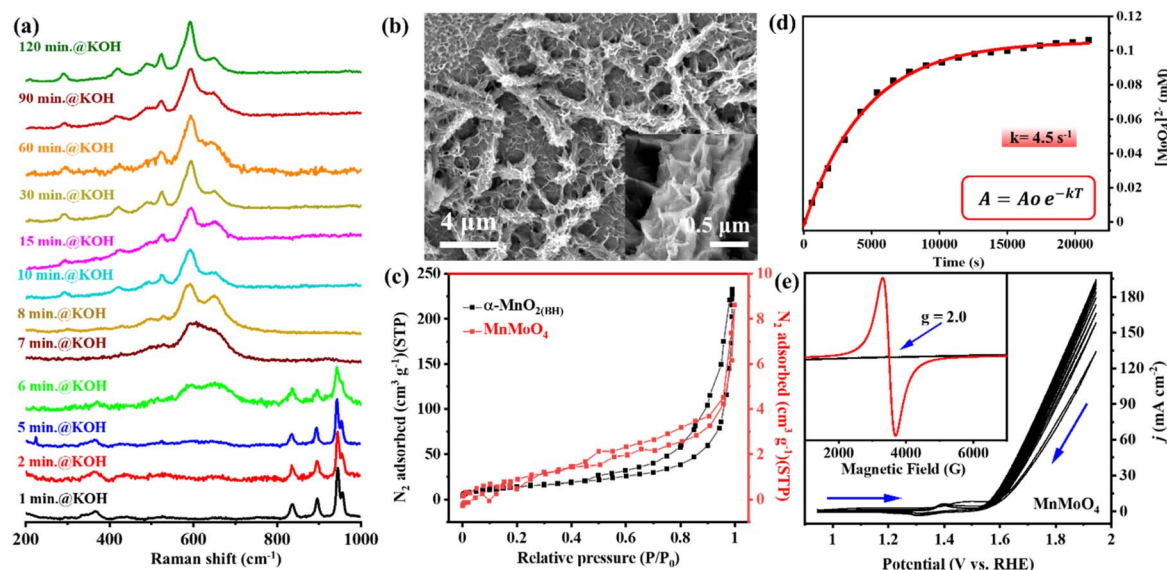 (a)
120 min.@KOH
90 min.@KOH
60 min.@KOH
30 min.@KOH
15 min.@KOH
10 min.@KOH
8 min.@KOH
7 min.@KOH
6 min.@KOH
5 min.@KOH
2 min.@KOH
1 min.@KOH
200 400 600 800 1000
Raman shift (cm-1)
(b)
4 µm
0.5 µm
(c)
250
200
150
100
50
0
N2 adsorbed (cm3 g-1)(STP)
α-MnO2(BH)
MnMoO4
10
8
6
4
2
0
N2 adsorbed (cm3 g-1)(STP)
0 0.2 0.4 0.6 0.8 1
Relative pressure (P/P0)
(d)
0.12
0.1
0.08
0.06
0.04
0.02
0
[MoO4]2- (mM)
k= 4.5 s-1
A = Ao e−kT
0 5000 10000 15000 20000
Time (s)
(e)
g = 2.0
2000 4000 6000
Magnetic Field (G)
180
150
120
90
60
30
0
j (mA cm-2)
MnMoO4
1 1.2 1.4 1.6 1.8 2
Potential (V vs. RHE)